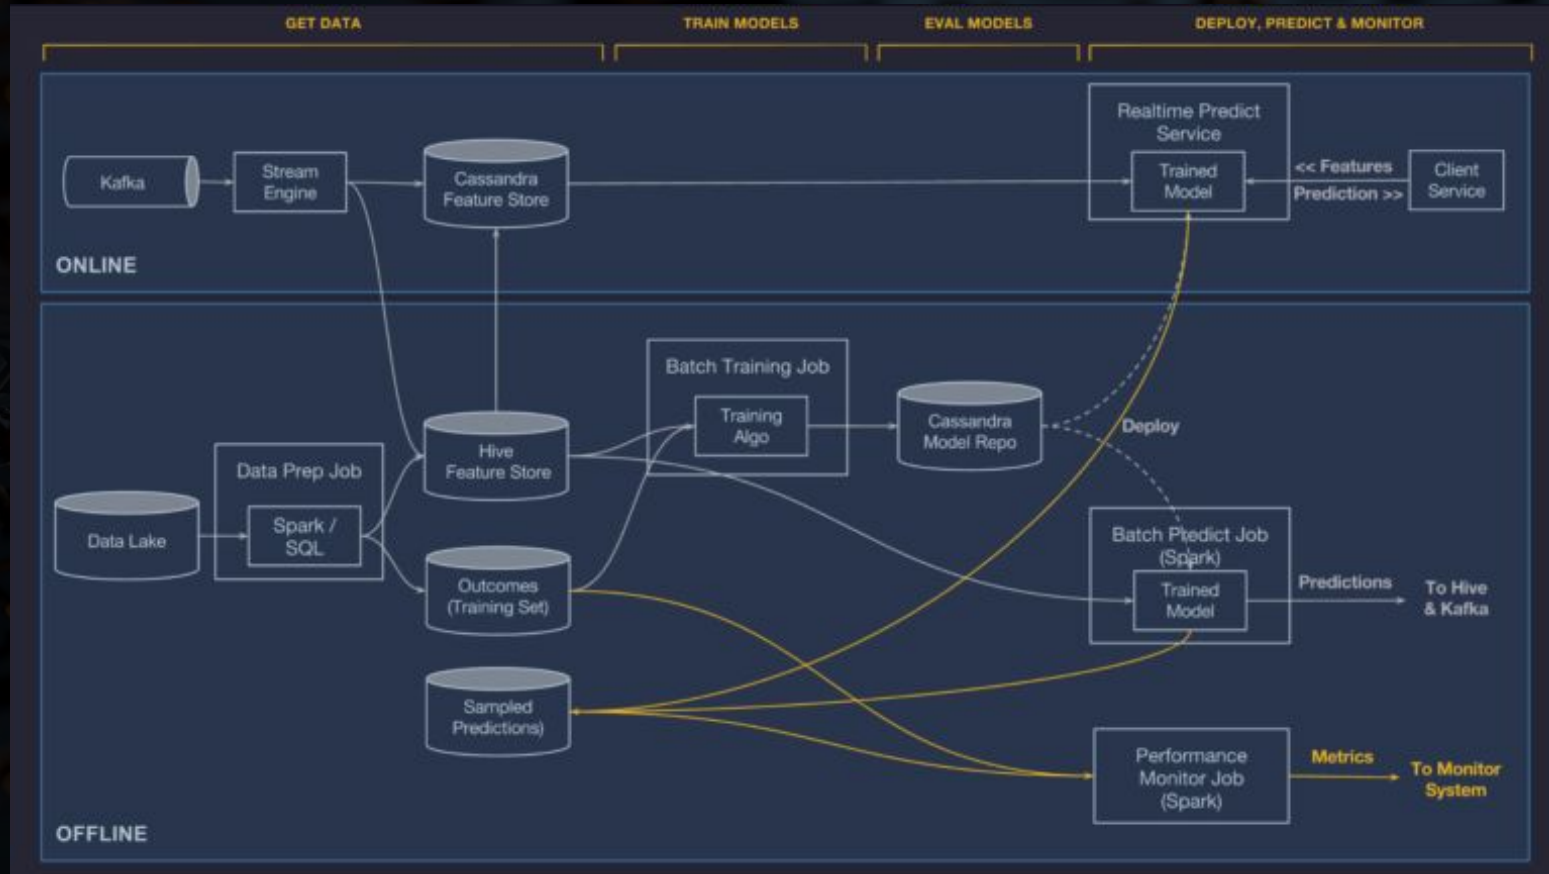 GET DATA
TRAIN MODELS
EVAL MODELS
DEPLOY, PREDICT & MONITOR
Realtime Predict
Service
Kafka
Stream
Engine
Cassandra
Feature Store
Trained
Model
<< Features
Prediction >>
Client
Service
ONLINE
Batch Training Job
Training
Algo
Cassandra
Model Repo
Deploy
Hive
Feature Store
Data Prep Job
Data Lake
Spark /
SQL
Batch Predict Job
(Spark)
Trained
Model
Predictions
To Hive
& Kafka
Outcomes
(Training Set)
Sampled
Predictions)
Performance
Monitor Job
(Spark)
Metrics
To Monitor
System
OFFLINE